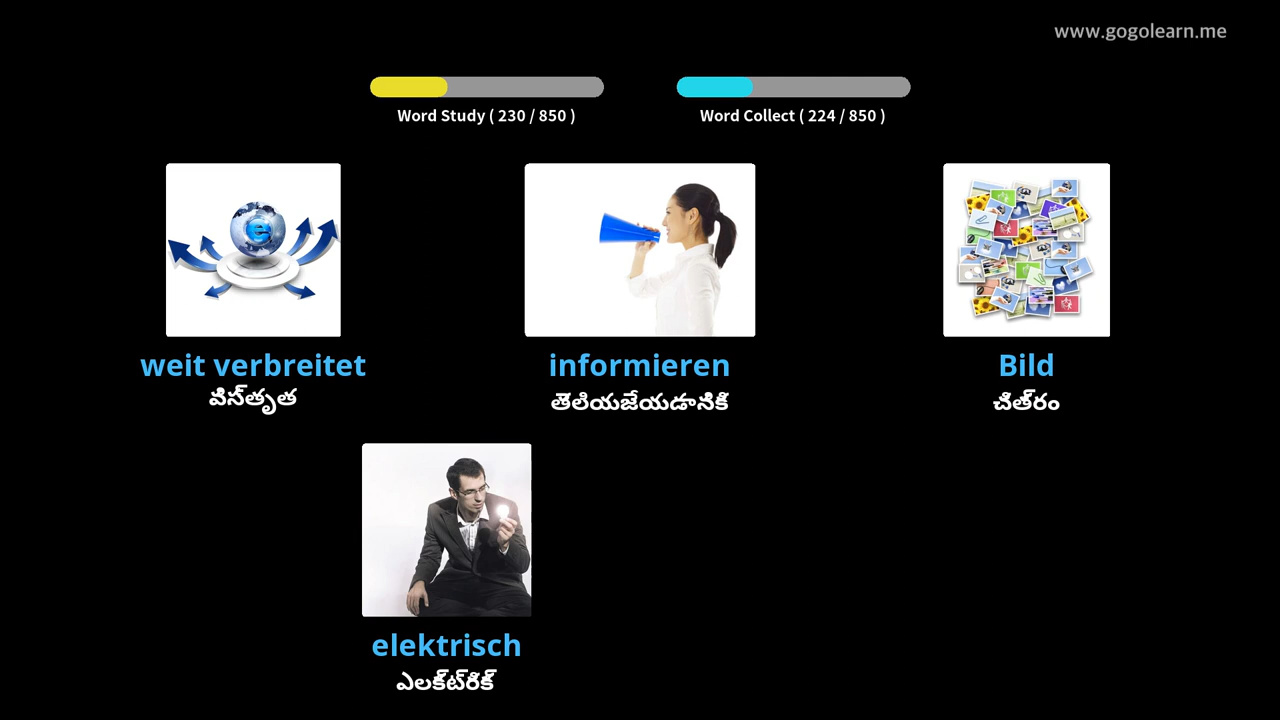 www.gogolearn.me
Word Study ( 230 / 850 )
Word Collect ( 224 / 850 )
weit verbreitet
విస్తృత
informieren
తెలియజేయడానికి
Bild
చిత్రం
elektrisch
ఎలక్ట్రిక్